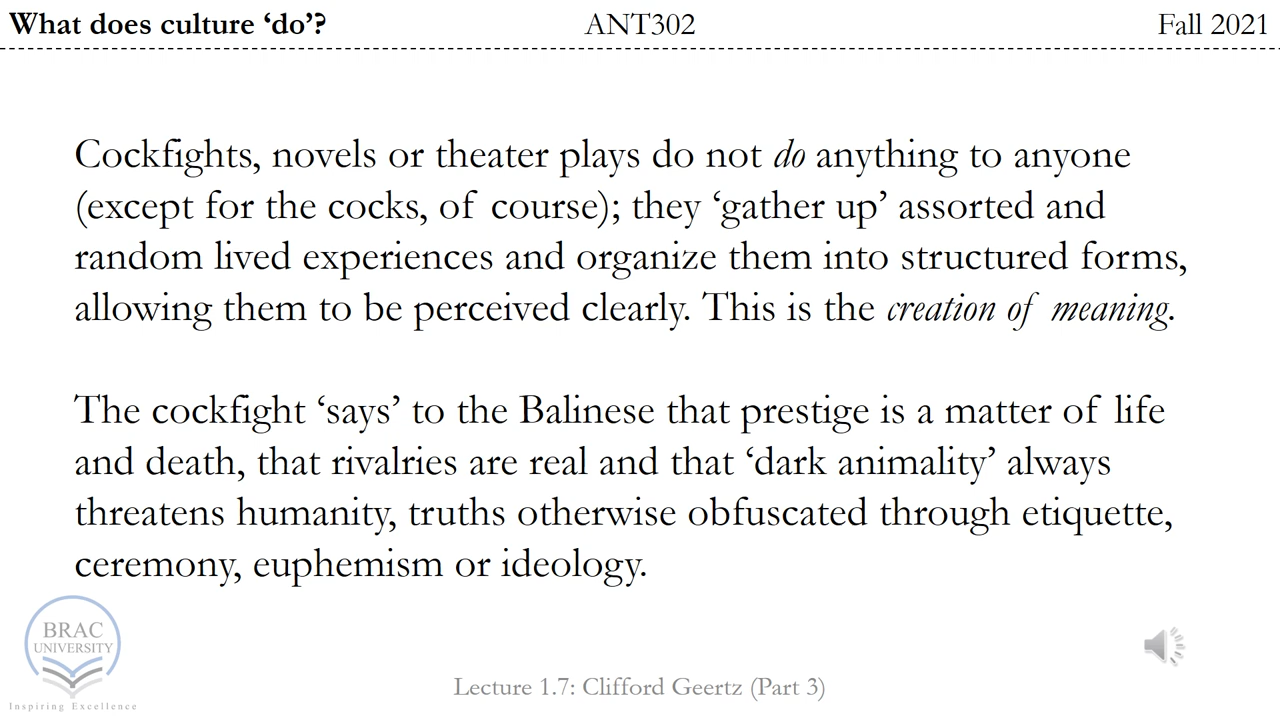 What does culture ‘do’?
ANT302
Fall 2021
Cockfights, novels or theater plays do not do anything to anyone
(except for the cocks, of course); they ‘gather up’ assorted and
random lived experiences and organize them into structured forms,
allowing them to be perceived clearly. This is the creation of meaning.
The cockfight ‘says’ to the Balinese that prestige is a matter of life
and death, that rivalries are real and that ‘dark animality’ always
threatens humanity, truths otherwise obfuscated through etiquette,
ceremony, euphemism or ideology.
BRAC
UNIVERSITY
Inspiring Excellence
Lecture 1.7: Clifford Geertz (Part 3)